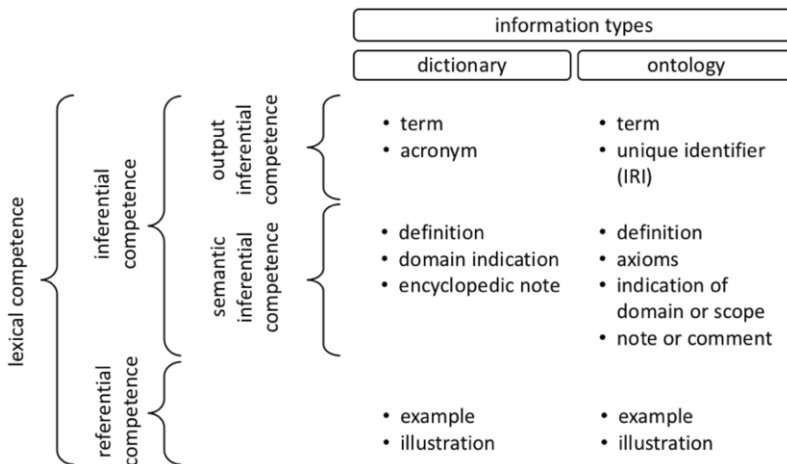 information types
dictionary
ontology
lexical competence
inferential
competence
output
inferential
competence
• term
• acronym
• term
• unique identifier
(IRI)
semantic
inferential
competence
• definition
• domain indication
• encyclopedic note
• definition
• axioms
• indication of
domain or scope
• note or comment
referential
competence
• example
• illustration
• example
• illustration